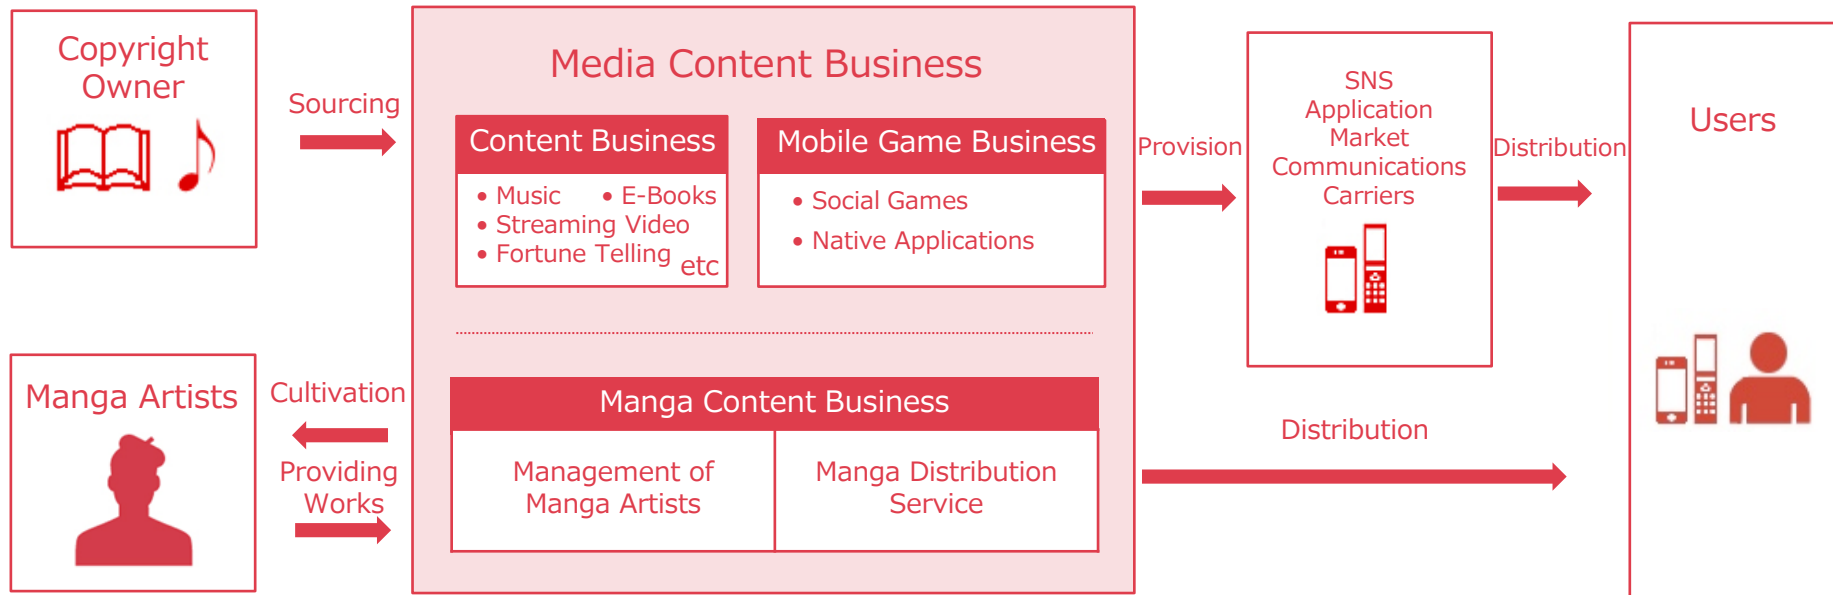 Copyright
Owner
Sourcing
Media Content Business
Content Business
• Music • E-Books
• Streaming Video
• Fortune Telling etc
Mobile Game Business
• Social Games
• Native Applications
Provision
SNS
Application
Market
Communications
Carriers
Distribution
Users
Manga Artists
Cultivation
Providing
Works
Manga Content Business
Management of
Manga Artists
Manga Distribution
Service
Distribution